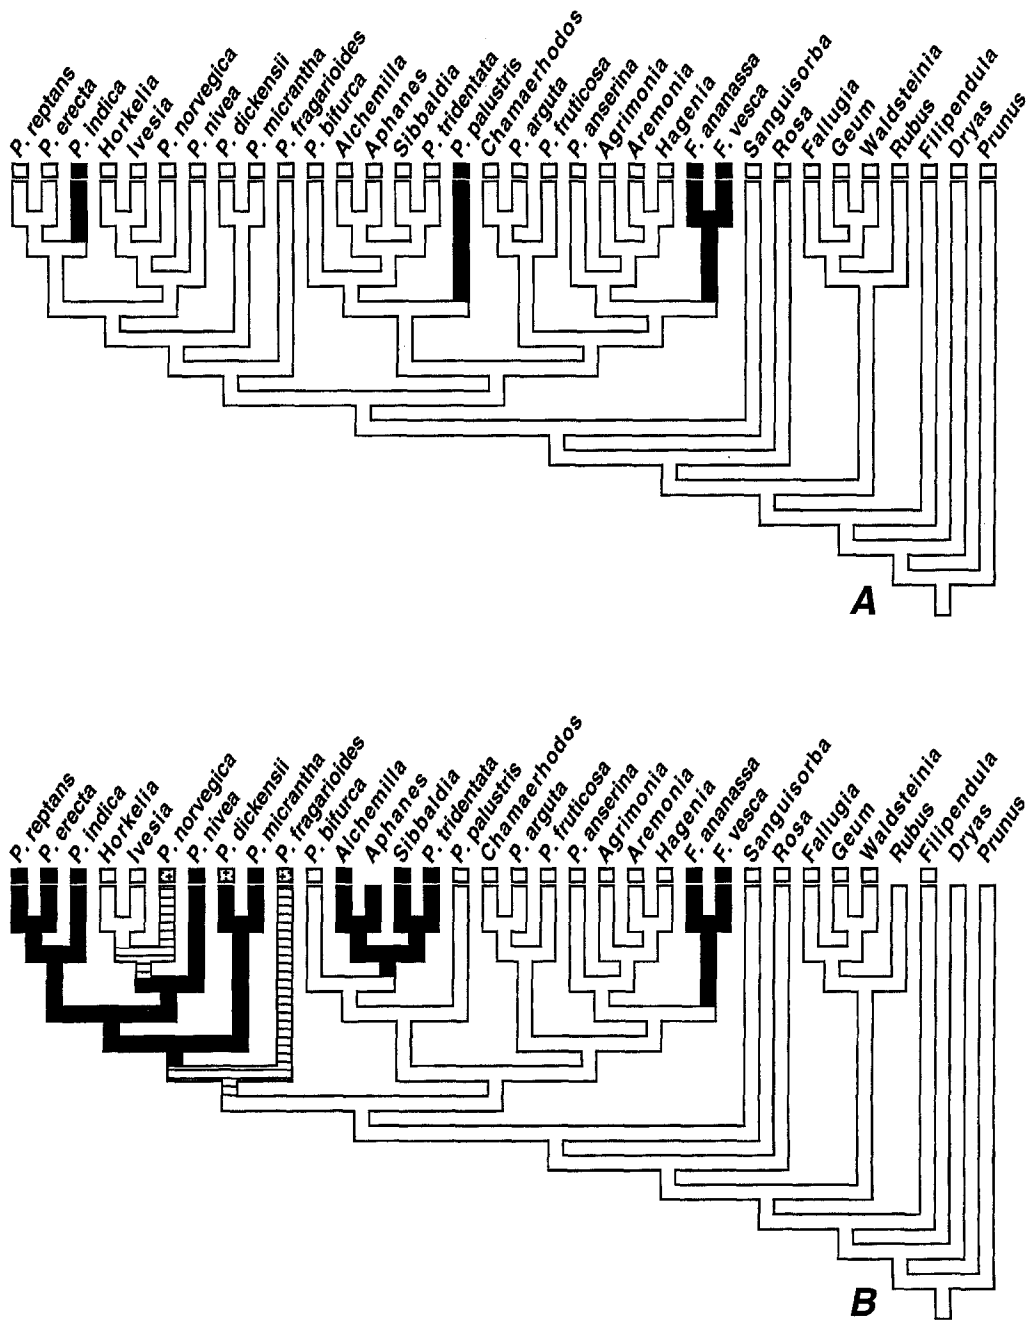 P. reptans
P. erecta
P. indica
Horkelia
Ivesia
P. norvegica
P. nivea
P. dickensii
P. micrantha
P. fragarioides
P. bifurca
Alchemilla
Aphanes
Sibbaldia
P. tridentata
P. palustris
Chamaerhodos
P. arguta
P. fruticosa
P. anserina
Agrimonia
Aremonia
Hagenia
F. ananassa
F. vesca
Sanguisorba
Rosa
Fallugia
Geum
Waldsteinia
Rubus
Filipendula
Dryas
Prunus
A
P. reptans
P. erecta
P. indica
Horkelia
Ivesia
P. norvegica
P. nivea
P. dickensii
P. micrantha
P. fragarioides
P. bifurca
Alchemilla
Aphanes
Sibbaldia
P. tridentata
P. palustris
Chamaerhodos
P. arguta
P. fruticosa
P. anserina
Agrimonia
Aremonia
Hagenia
F. ananassa
F. vesca
Sanguisorba
Rosa
Fallugia
Geum
Waldsteinia
Rubus
Filipendula
Dryas
Prunus
B